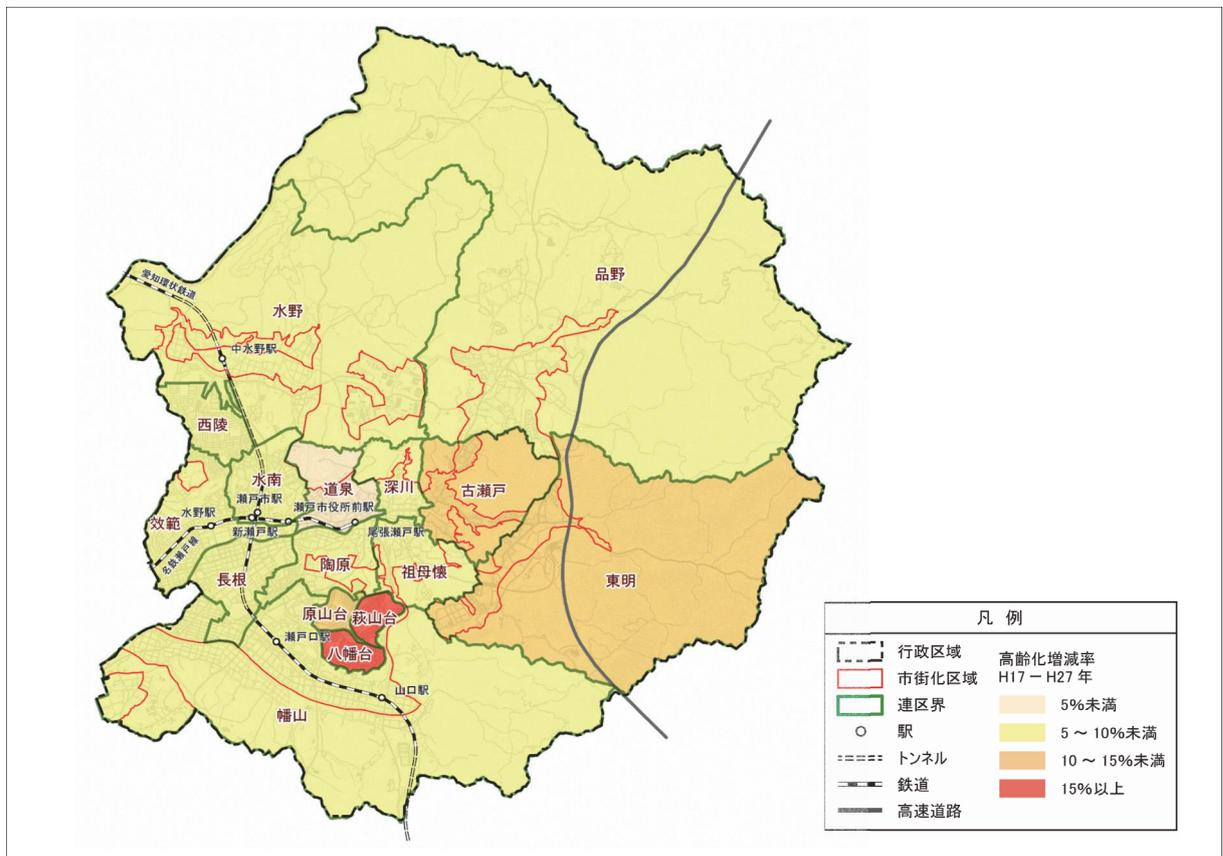 愛知環状鉄道
品野
水野
中水野駅
西陵
水南
道泉
深川
古瀬戸
瀬戸市駅
瀬戸市役所前駅
水野駅
効範
新瀬戸駅
尾張瀬戸駅
名鉄瀬戸線
陶原
祖母懐
長根
東明
原山台
萩山台
瀬戸口駅
八幡台
山口駅
幡山
凡 例
行政区域
市街化区域
連区界
駅
トンネル
鉄道
高速道路
高齢化増減率
H17－H27 年
5%未満
5 ～ 10%未満
10 ～ 15%未満
15%以上